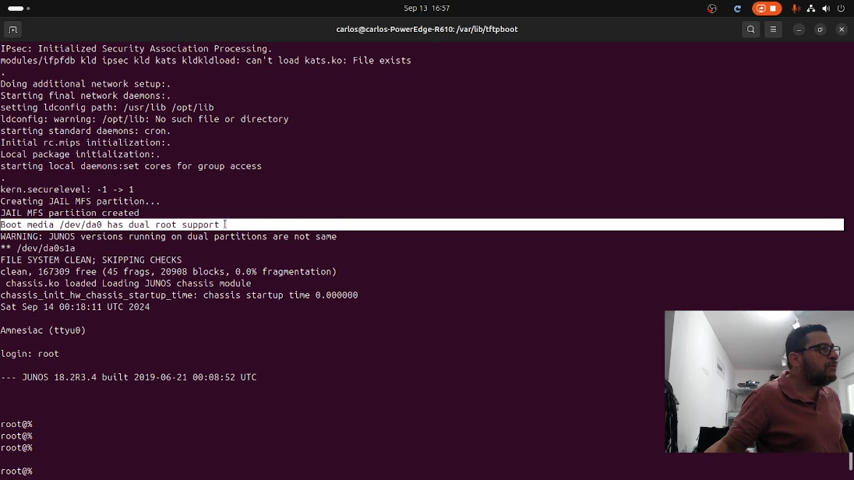 Sep 13 16:57
carlos@carlos-PowerEdge-R610: /var/lib/tftpboot
IPsec: Initialized Security Association Processing.
modules/ifpfdb kld ipsec kld kats kldkldload: can't load kats.ko: File exists
.
Doing additional network setup:.
Starting final network daemons:.
setting ldconfig path: /usr/lib /opt/lib
ldconfig: warning: /opt/lib: No such file or directory
starting standard daemons: cron.
Initial rc.mips initialization:.
Local package initialization:.
starting local daemons:set cores for group access
.
kern.securelevel: -1 -> 1
Creating JAIL MFS partition...
JAIL MFS partition created
Boot media /dev/da0 has dual root support
WARNING: JUNOS versions running on dual partitions are not same
** /dev/da0s1a
FILE SYSTEM CLEAN; SKIPPING CHECKS
clean, 167309 free (45 frags, 20908 blocks, 0.0% fragmentation)
chassis.ko loaded Loading JUNOS chassis module
chassis_init_hw_chassis_startup_time: chassis startup time 0.000000
Sat Sep 14 00:18:11 UTC 2024
Amnesiac (ttyu0)
login: root
--- JUNOS 18.2R3.4 built 2019-06-21 00:08:52 UTC
root@%
root@%
root@%
root@%